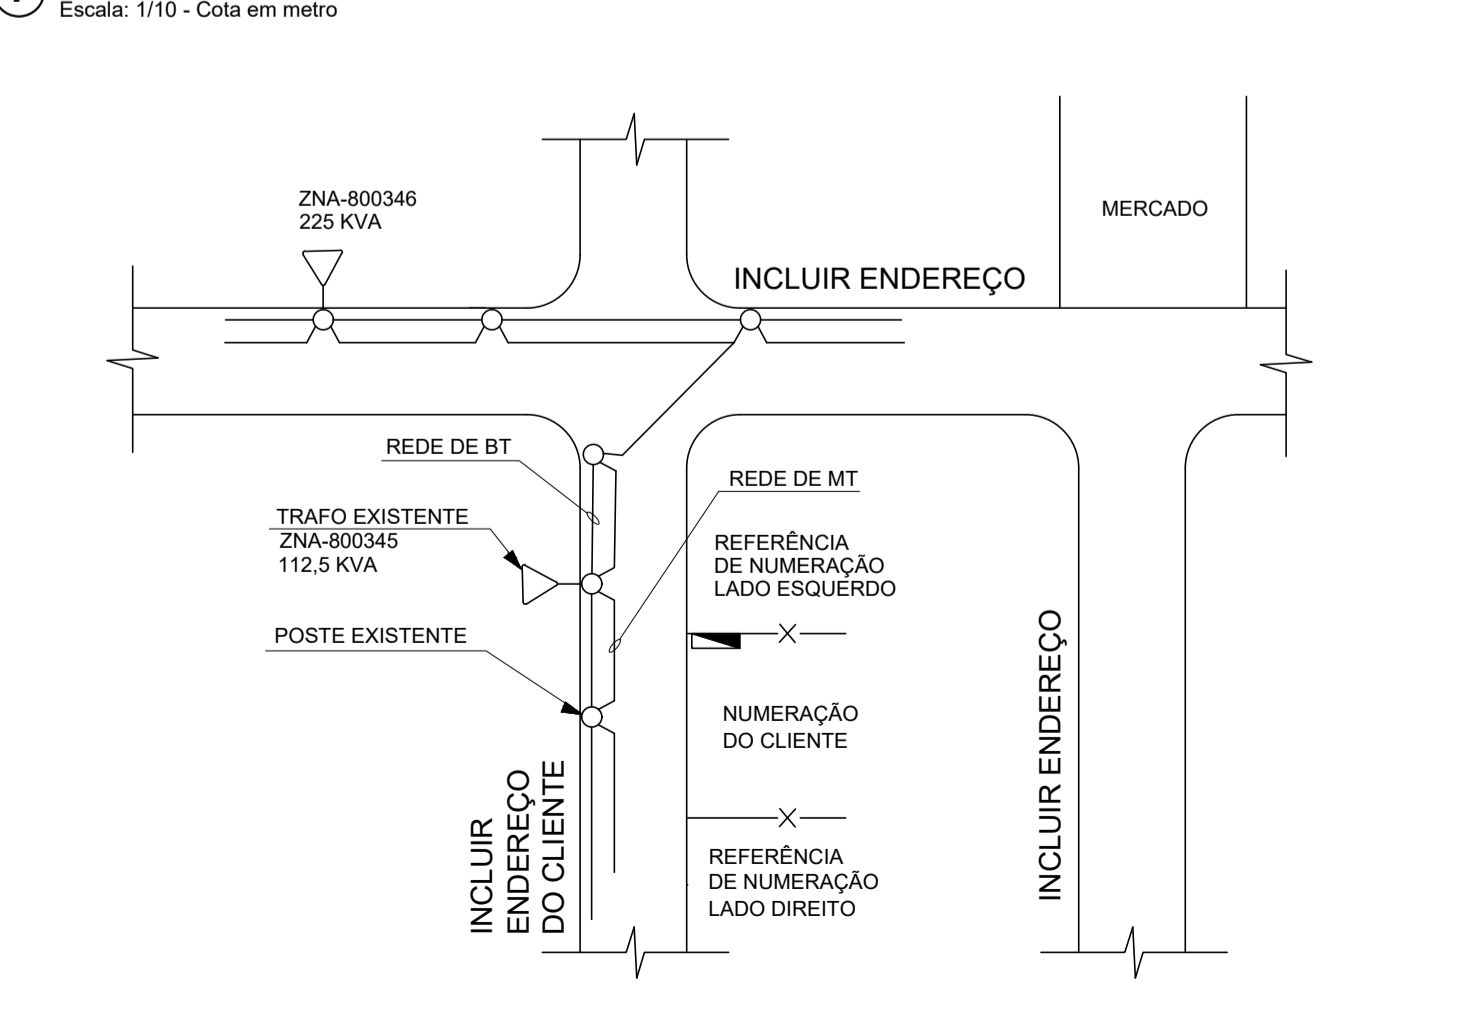 Escala: 1/10 - Cota em metro
ZNA-800346
225 KVA
MERCADO
INCLUIR ENDEREÇO
REDE DE BT
REDE DE MT
TRAFO EXISTENTE
ZNA-800345
112,5 KVA
REFERÊNCIA
DE NUMERAÇÃO
LADO ESQUERDO
POSTE EXISTENTE
NUMERAÇÃO
DO CLIENTE
INCLUIR
ENDEREÇO
DO CLIENTE
INCLUIR ENDEREÇO
REFERÊNCIA
DE NUMERAÇÃO
LADO DIREITO